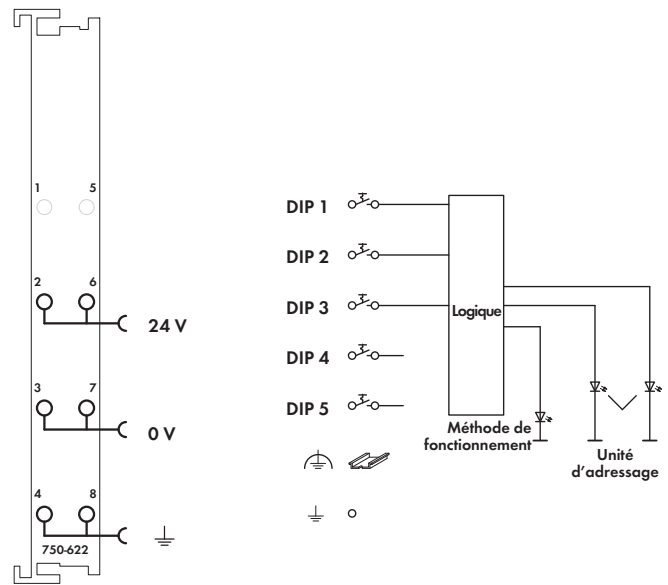 1 5
2 6
24 V
3 7
0 V
4 8
750-622
DIP 1
DIP 2
DIP 3
DIP 4
DIP 5
Logique
Méthode de
fonctionnement
Unité
d'adressage